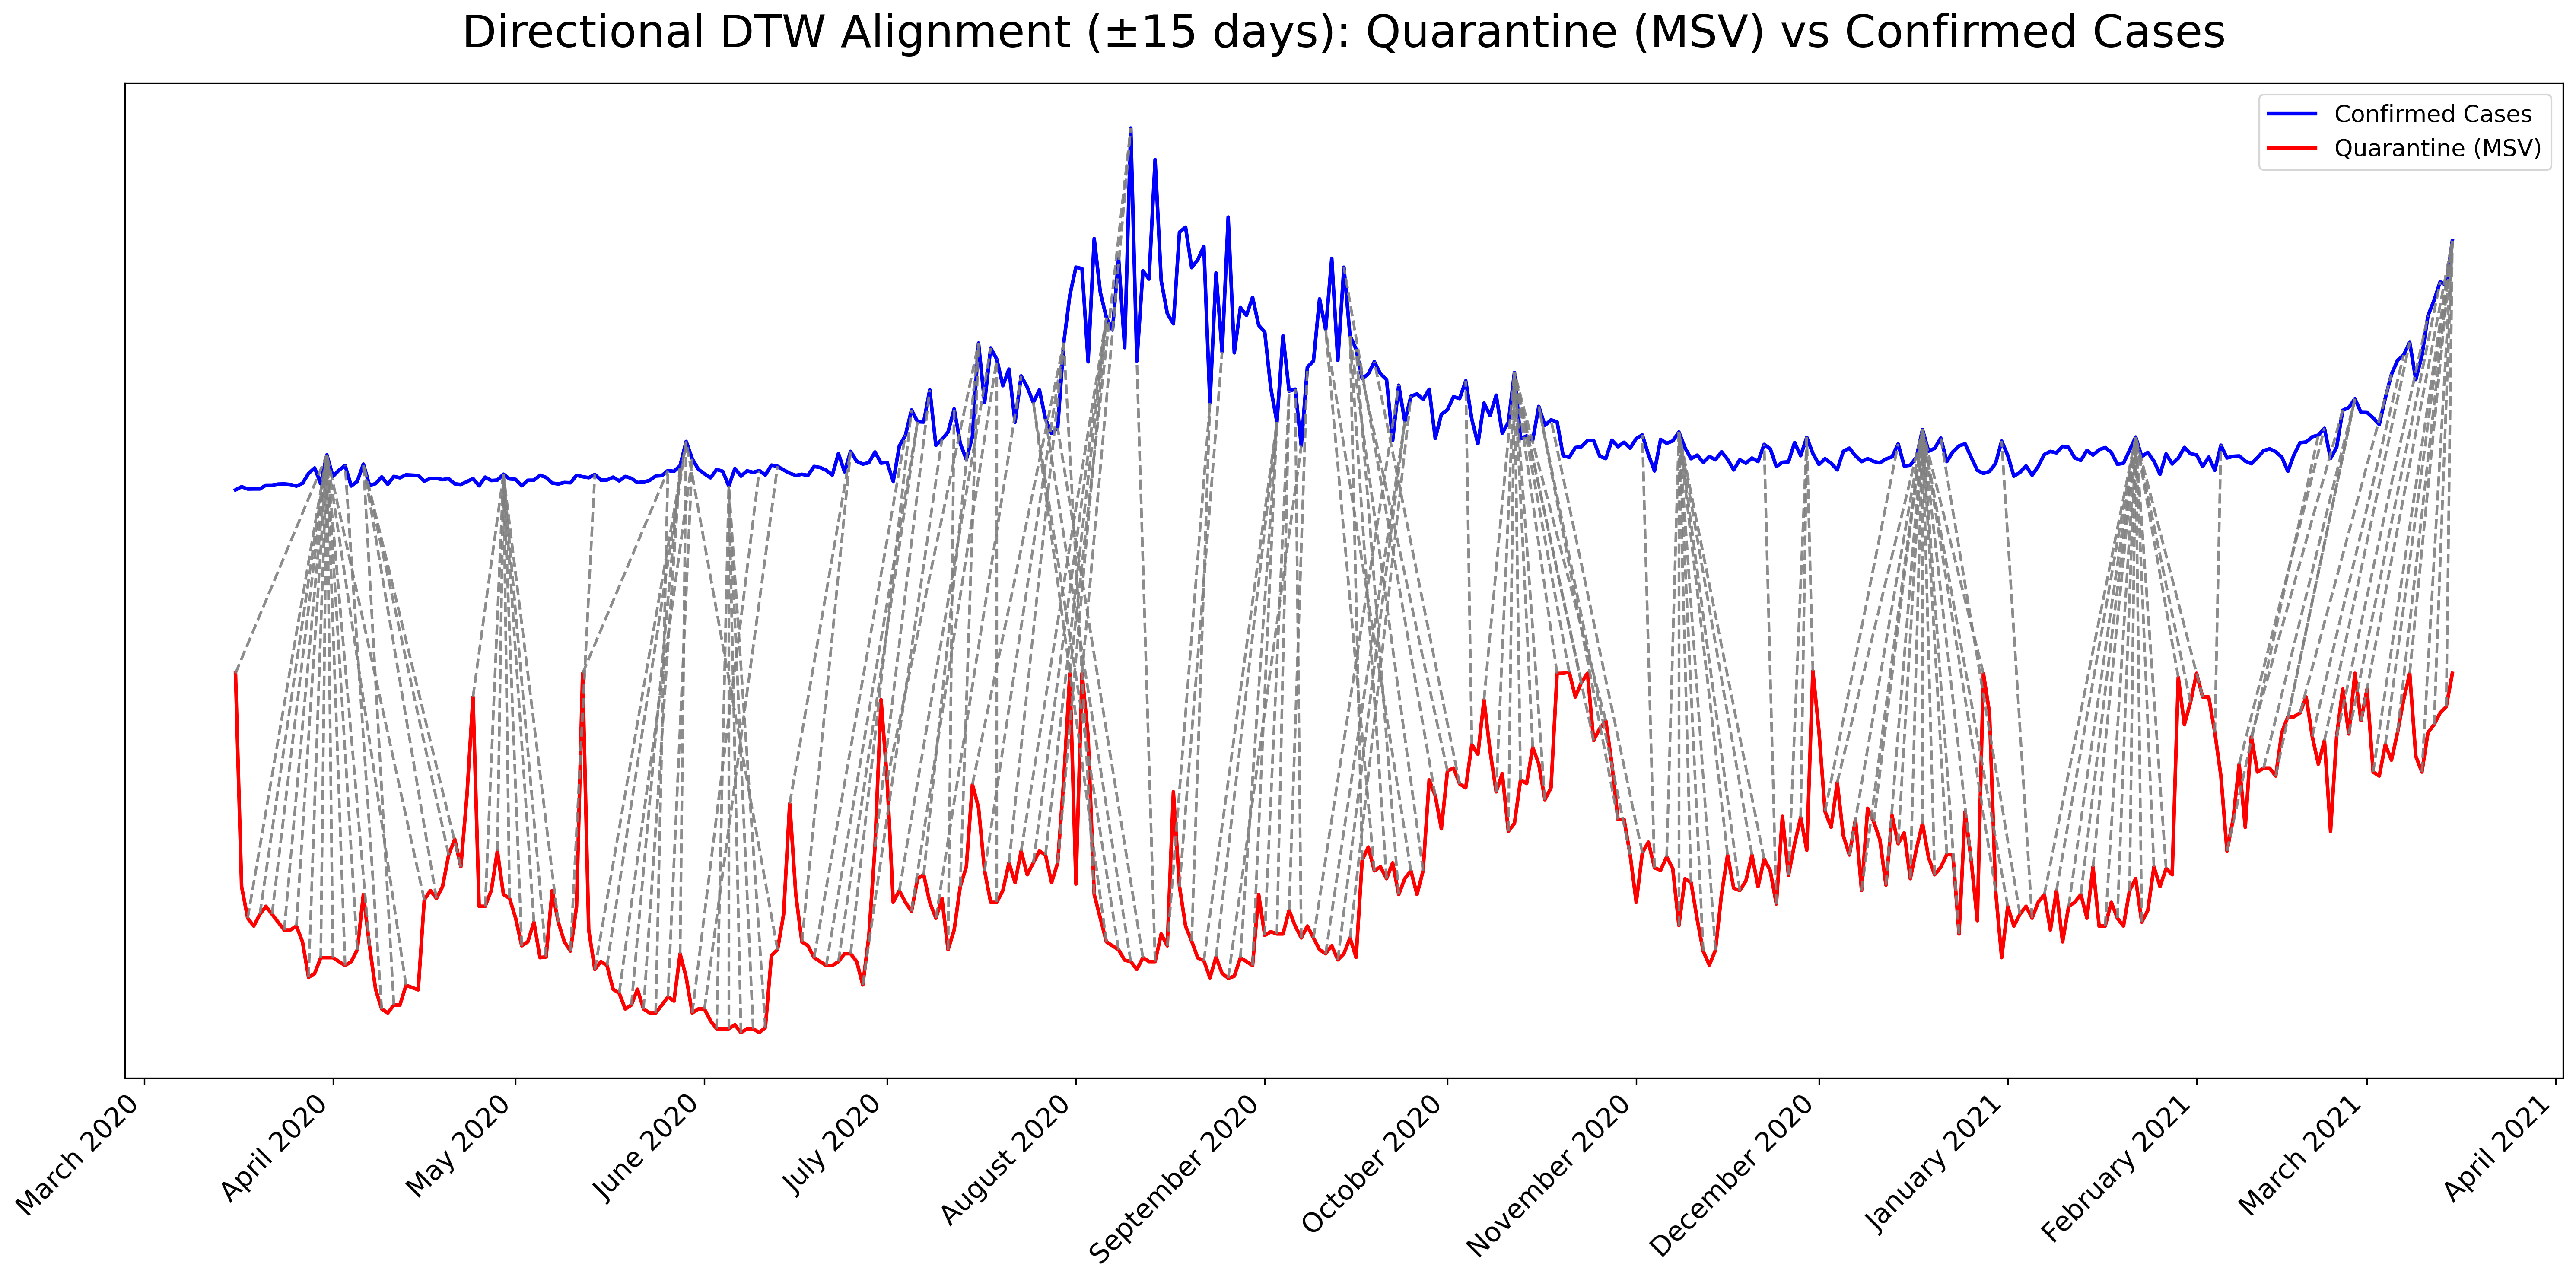 Directional DTW Alignment (±15 days): Quarantine (MSV) vs Confirmed Cases
Confirmed Cases
Quarantine (MSV)
March 2020
April 2020
May 2020
June 2020
July 2020
August 2020
September 2020
October 2020
November 2020
December 2020
January 2021
February 2021
March 2021
April 2021